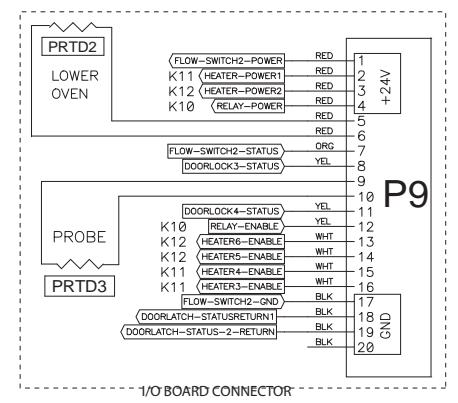 PRTD2
LOWER
OVEN
FLOW-SWITCH2-POWER RED 1
K11 HEATER-POWER1 RED 2
K12 HEATER-POWER2 RED 3
K10 RELAY-POWER RED 4
+24V
RED 5
RED 6
FLOW-SWITCH2-STATUS ORG 7
DOORLOCK3-STATUS YEL 8
9
10
P9
DOORLOCK4-STATUS YEL 11
K10 RELAY-ENABLE YEL 12
K12 HEATER6-ENABLE WHT 13
K12 HEATER5-ENABLE WHT 14
K11 HEATER4-ENABLE WHT 15
K11 HEATER3-ENABLE WHT 16
PROBE
PRTD3
FLOW-SWITCH2-GND BLK 17
DOORLATCH-STATUSRETURN1 BLK 18
DOORLATCH-STATUS-2-RETURN BLK 19
BLK 20
GND
I/O BOARD CONNECTOR